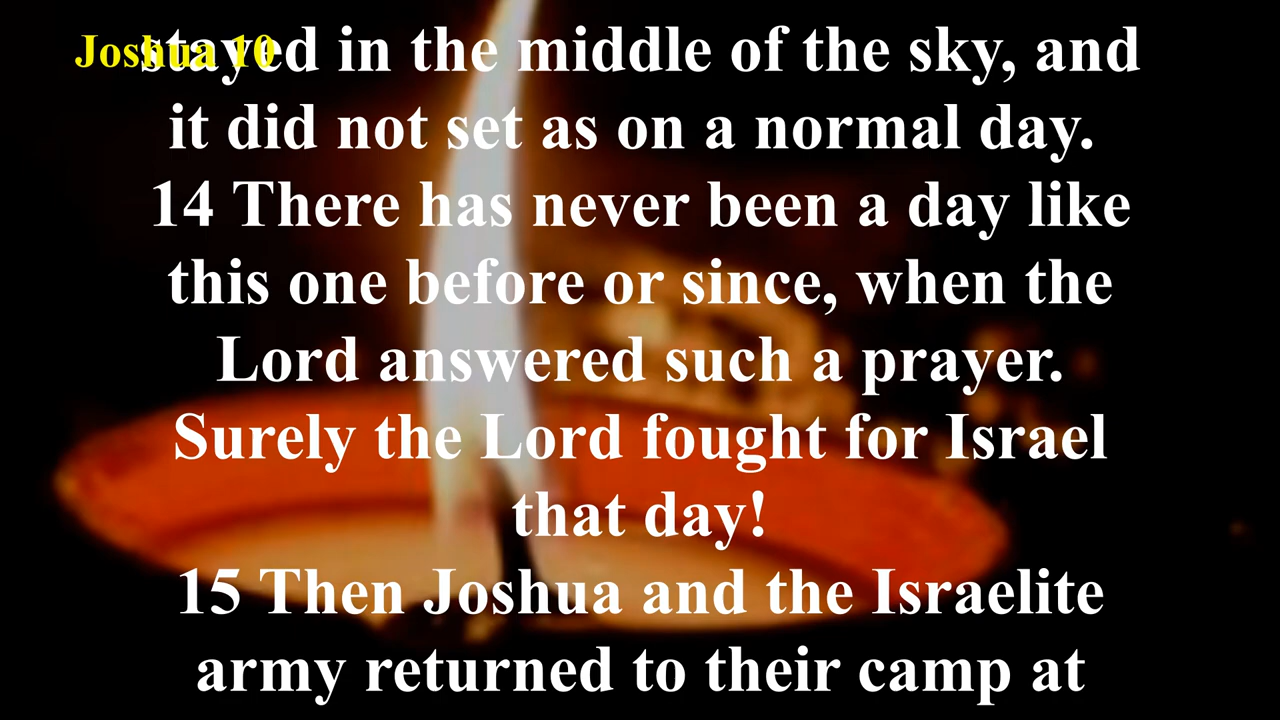 Joshua 10
stayed in the middle of the sky, and
it did not set as on a normal day.
14 There has never been a day like
this one before or since, when the
Lord answered such a prayer.
Surely the Lord fought for Israel
that day!
15 Then Joshua and the Israelite
army returned to their camp at